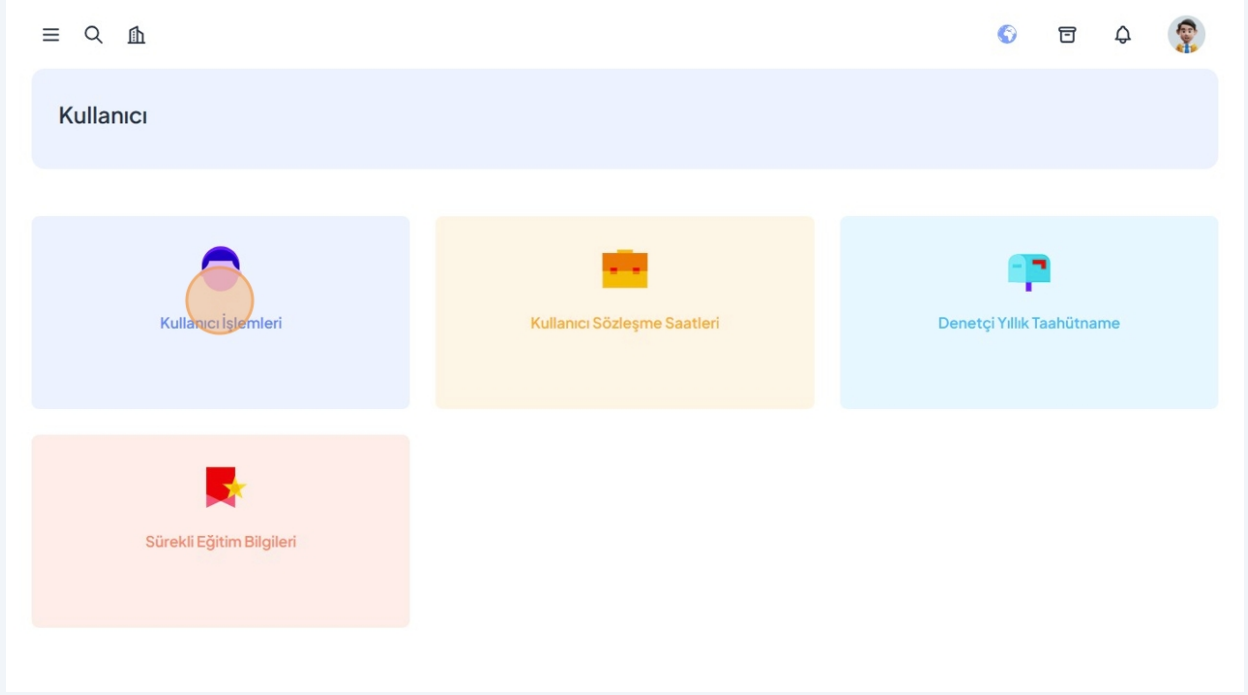 Kullanıcı
Kullanıcı İşlemleri
Kullanıcı Sözleşme Saatleri
Denetçi Yıllık Taahütname
Sürekli Eğitim Bilgileri